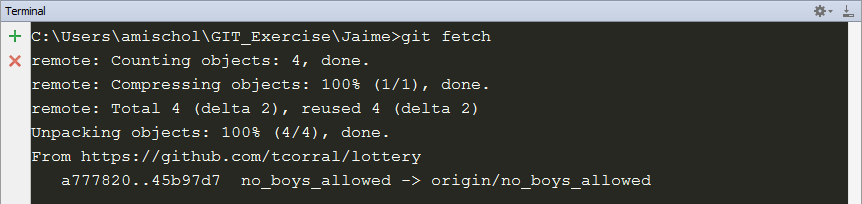 Terminal
C:\Users\amischol\GIT_Exercise\Jaime>git fetch
remote: Counting objects: 4, done.
remote: Compressing objects: 100% (1/1), done.
remote: Total 4 (delta 2), reused 4 (delta 2)
Unpacking objects: 100% (4/4), done.
From https://github.com/tcorral/lottery
   a777820..45b97d7  no_boys_allowed -> origin/no_boys_allowed